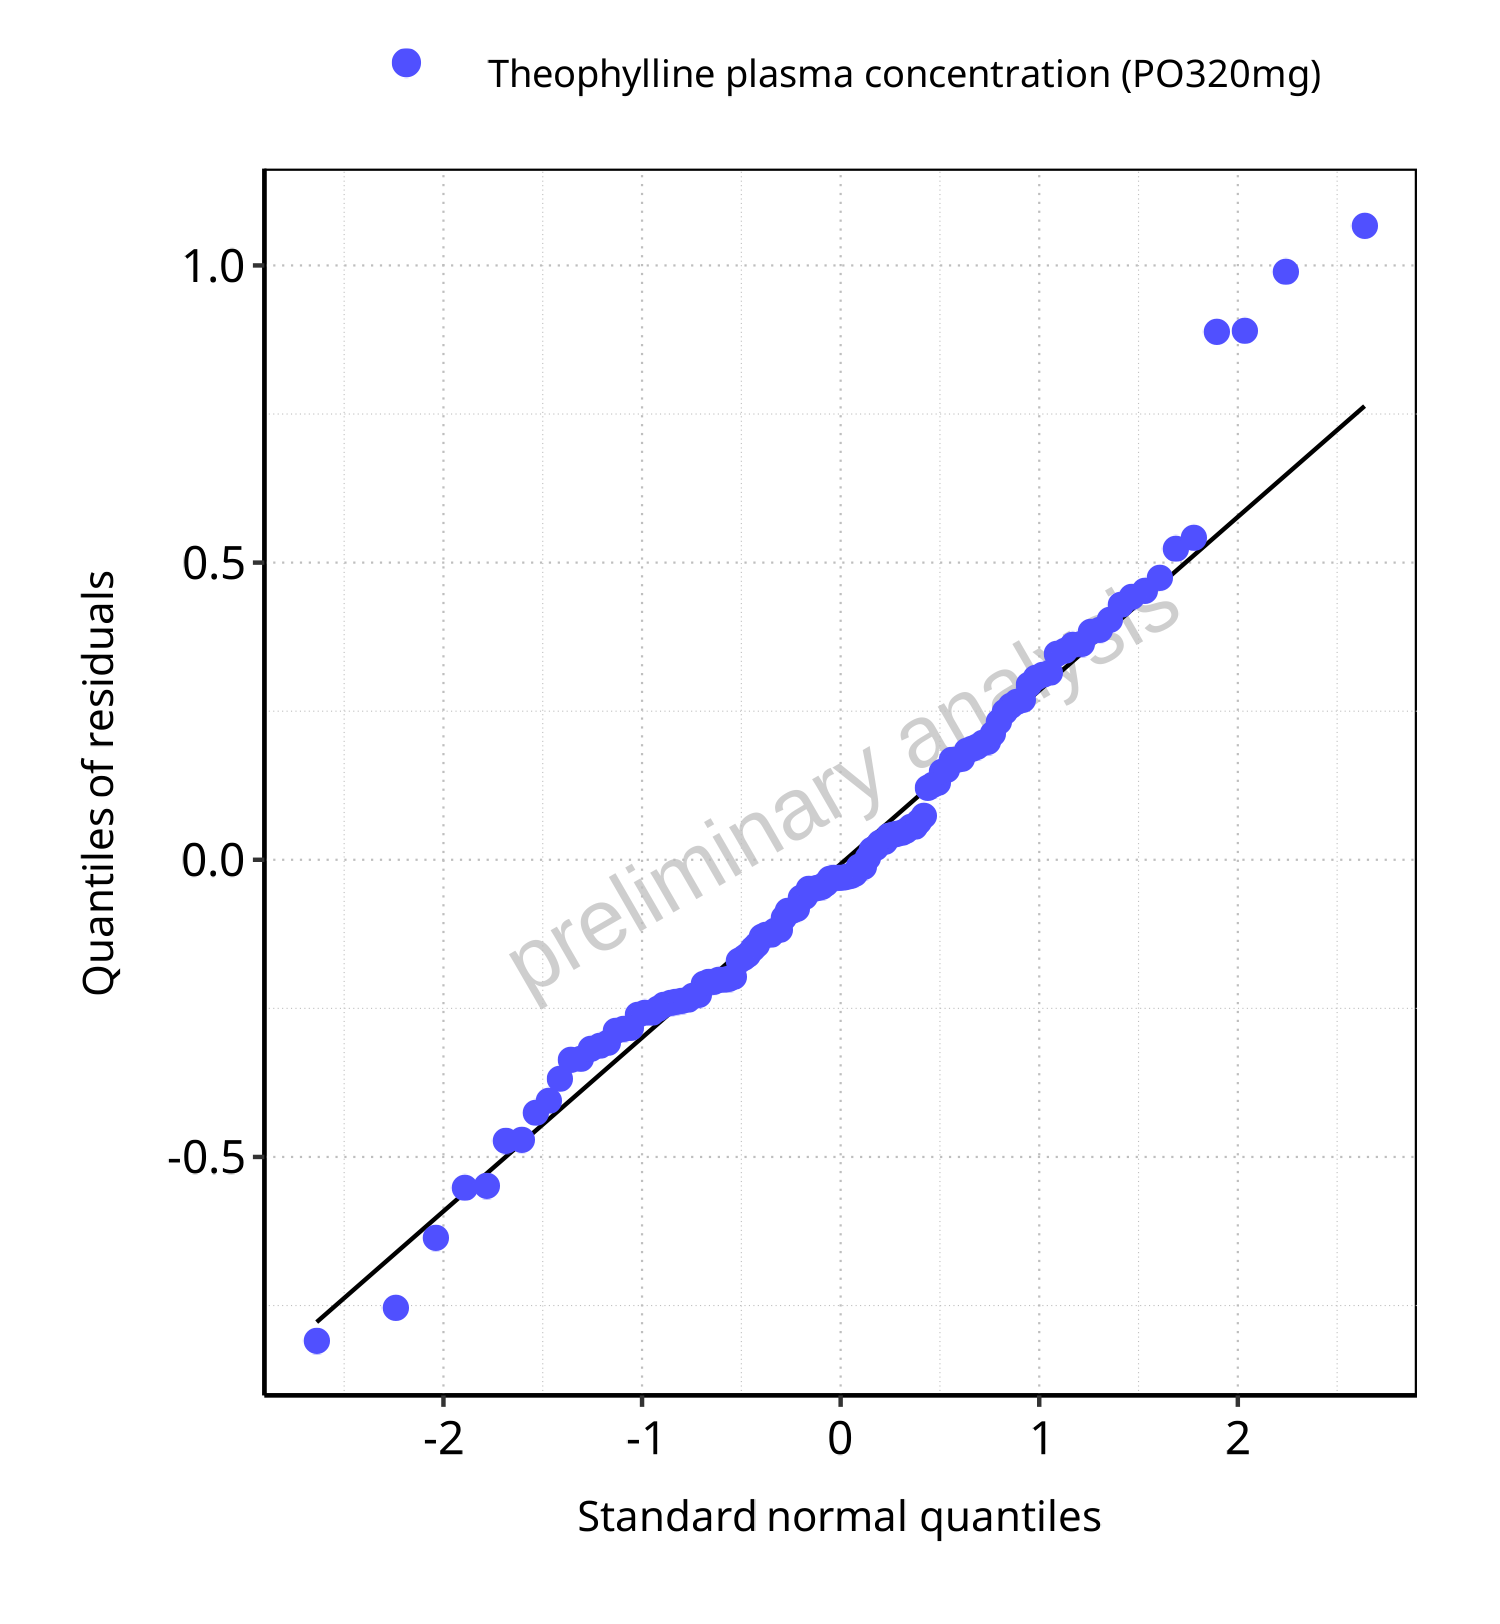 Theophylline plasma concentration (PO320mg)
1.0
0.5
0.0
-0.5
Quantiles of residuals
preliminary analysis
-2 -1 0 1 2
Standard normal quantiles